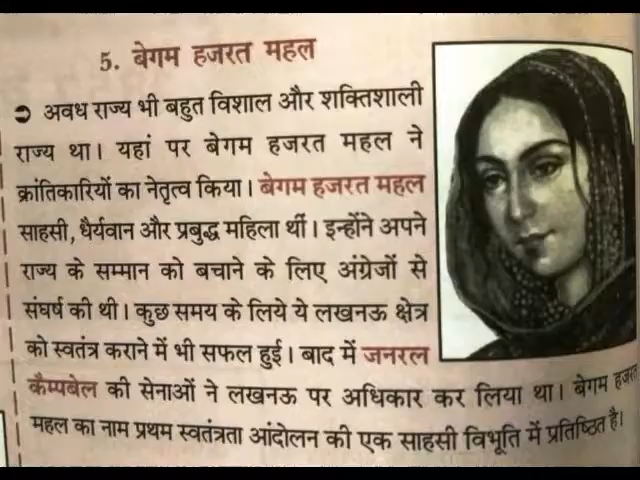 5. बेगम हजरत महल
➲ अवध राज्य भी बहुत विशाल और शक्तिशाली
राज्य था। यहां पर बेगम हजरत महल ने
क्रांतिकारियों का नेतृत्व किया। बेगम हजरत महल
साहसी, धैर्यवान और प्रबुद्ध महिला थीं। इन्होंने अपने
राज्य के सम्मान को बचाने के लिए अंग्रेजों से
संघर्ष की थी। कुछ समय के लिये ये लखनऊ क्षेत्र
को स्वतंत्र कराने में भी सफल हुई। बाद में जनरल
कैम्पबेल की सेनाओं ने लखनऊ पर अधिकार कर लिया था। बेगम हजरत
महल का नाम प्रथम स्वतंत्रता आंदोलन की एक साहसी विभूति में प्रतिष्ठित है।